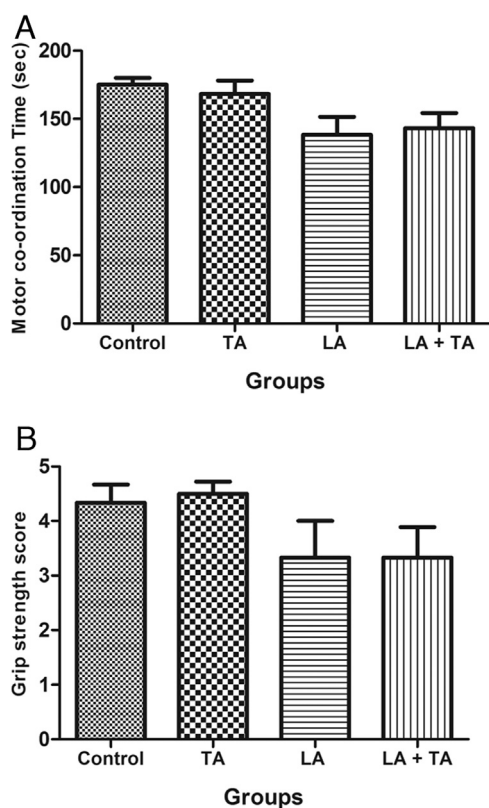 A
Motor co-ordination Time (sec)
200
150
100
50
0
Control TA LA LA + TA
Groups
B
Grip strength score
5
4
3
2
1
0
Control TA LA LA + TA
Groups